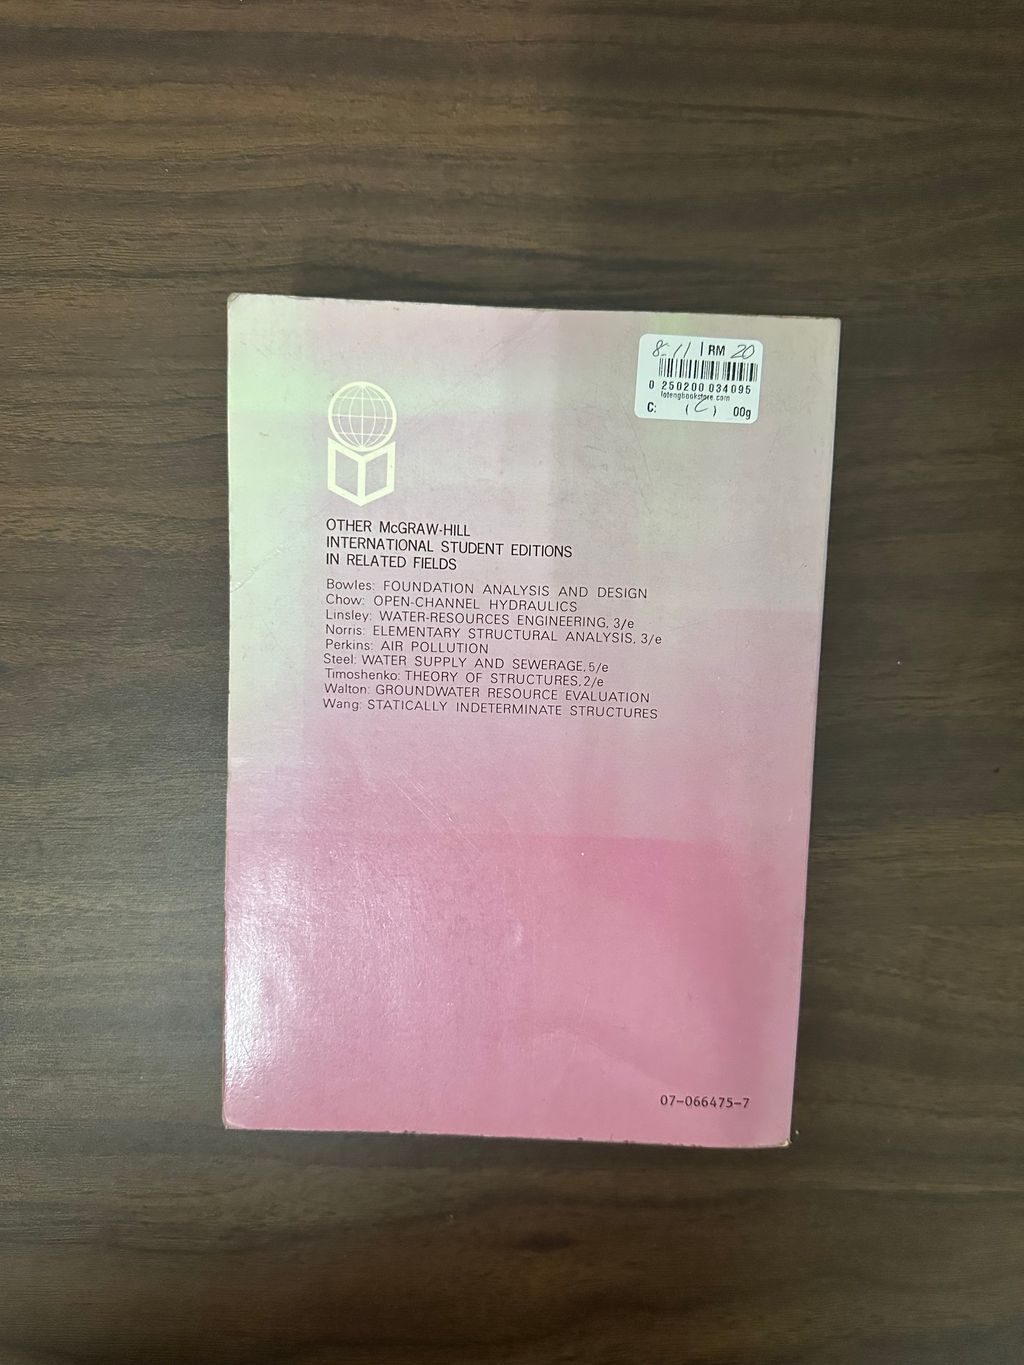 8-11 | RM 20
0 250200 034095
lotengbookstore.com
C: (C) 00g
OTHER McGRAW-HILL
INTERNATIONAL STUDENT EDITIONS
IN RELATED FIELDS
Bowles: FOUNDATION ANALYSIS AND DESIGN
Chow: OPEN-CHANNEL HYDRAULICS
Linsley: WATER-RESOURCES ENGINEERING, 3/e
Norris: ELEMENTARY STRUCTURAL ANALYSIS, 3/e
Perkins: AIR POLLUTION
Steel: WATER SUPPLY AND SEWERAGE, 5/e
Timoshenko: THEORY OF STRUCTURES, 2/e
Walton: GROUNDWATER RESOURCE EVALUATION
Wang: STATICALLY INDETERMINATE STRUCTURES
07-066475-7